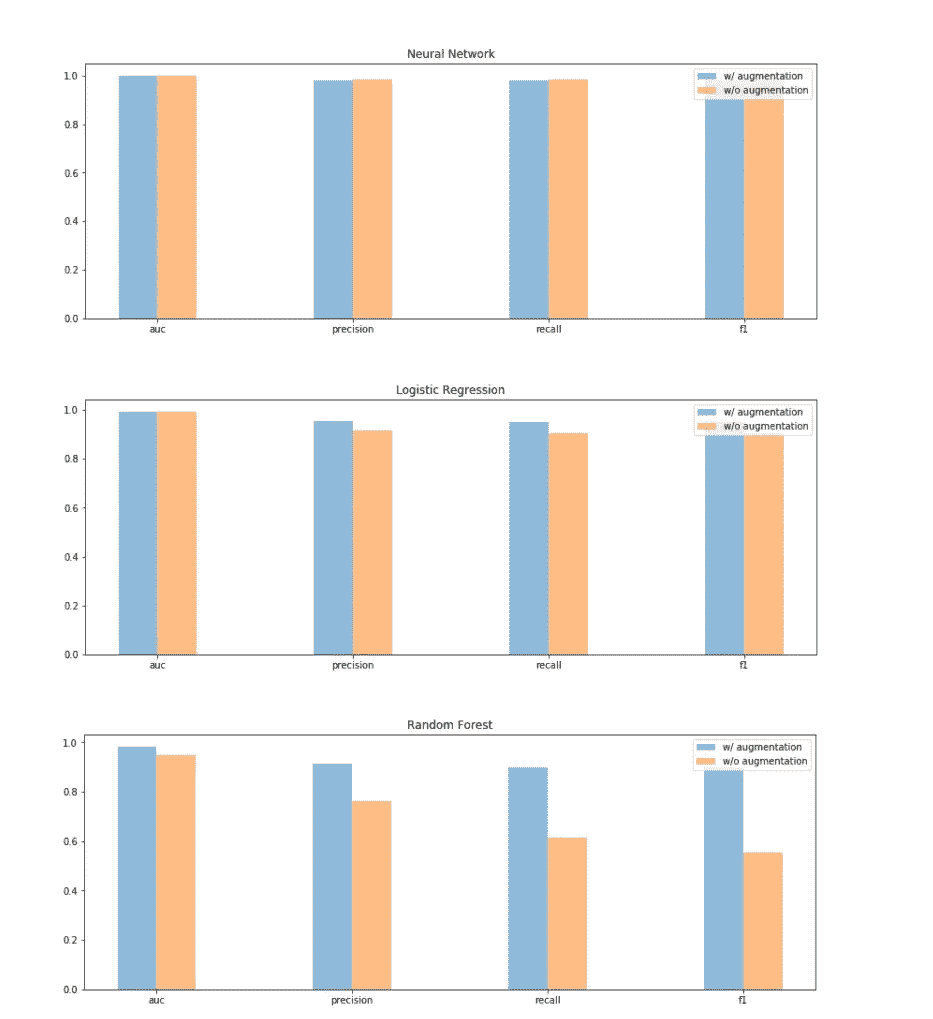 Neural Network
1.0
0.8
0.6
0.4
0.2
0.0
w/ augmentation
w/o augmentation
auc precision recall f1
Logistic Regression
1.0
0.8
0.6
0.4
0.2
0.0
w/ augmentation
w/o augmentation
auc precision recall f1
Random Forest
1.0
0.8
0.6
0.4
0.2
0.0
w/ augmentation
w/o augmentation
auc precision recall f1